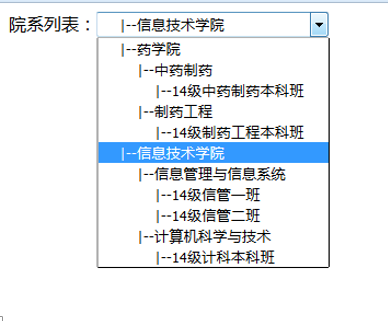 院系列表：|--信息技术学院
|--药学院
|--中药制药
|--14级中药制药本科班
|--制药工程
|--14级制药工程本科班
|--信息技术学院
|--信息管理与信息系统
|--14级信管一班
|--14级信管二班
|--计算机科学与技术
|--14级计科本科班